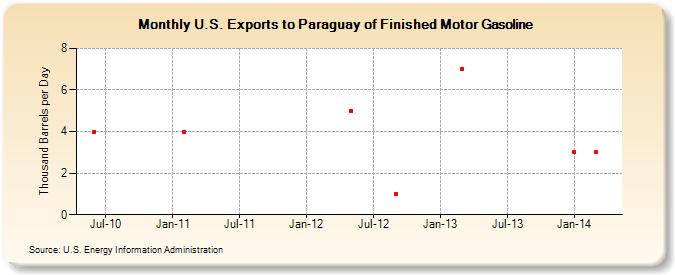 Monthly U.S. Exports to Paraguay of Finished Motor Gasoline
Thousand Barrels per Day
8
6
4
2
0
Jul-10 Jan-11 Jul-11 Jan-12 Jul-12 Jan-13 Jul-13 Jan-14
Source: U.S. Energy Information Administration